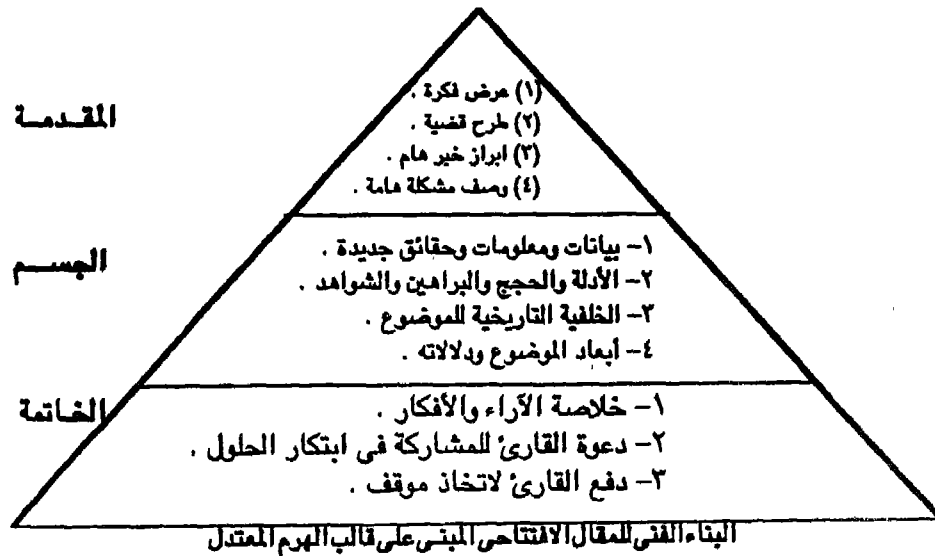 المقدمة
(١) عرض فكرة .
(٢) طرح قضية .
(٣) ابراز خبر هام .
(٤) وصف مشكلة هامة .
الجسم
١– بيانات ومعلومات وحقائق جديدة .
٢– الأدلة والحجج والبراهين والشواهد .
٣– الخلفية التاريخية للموضوع .
٤– أبعاد الموضوع ودلالاته .
الخاتمة
١– خلاصة الآراء والأفكار .
٢– دعوة القارئ للمشاركة فى ابتكار الحلول .
٣– دفع القارئ لاتخاذ موقف .
البناء الفنى للمقال الافتتاحى المبنى على قالب الهرم المعتدل